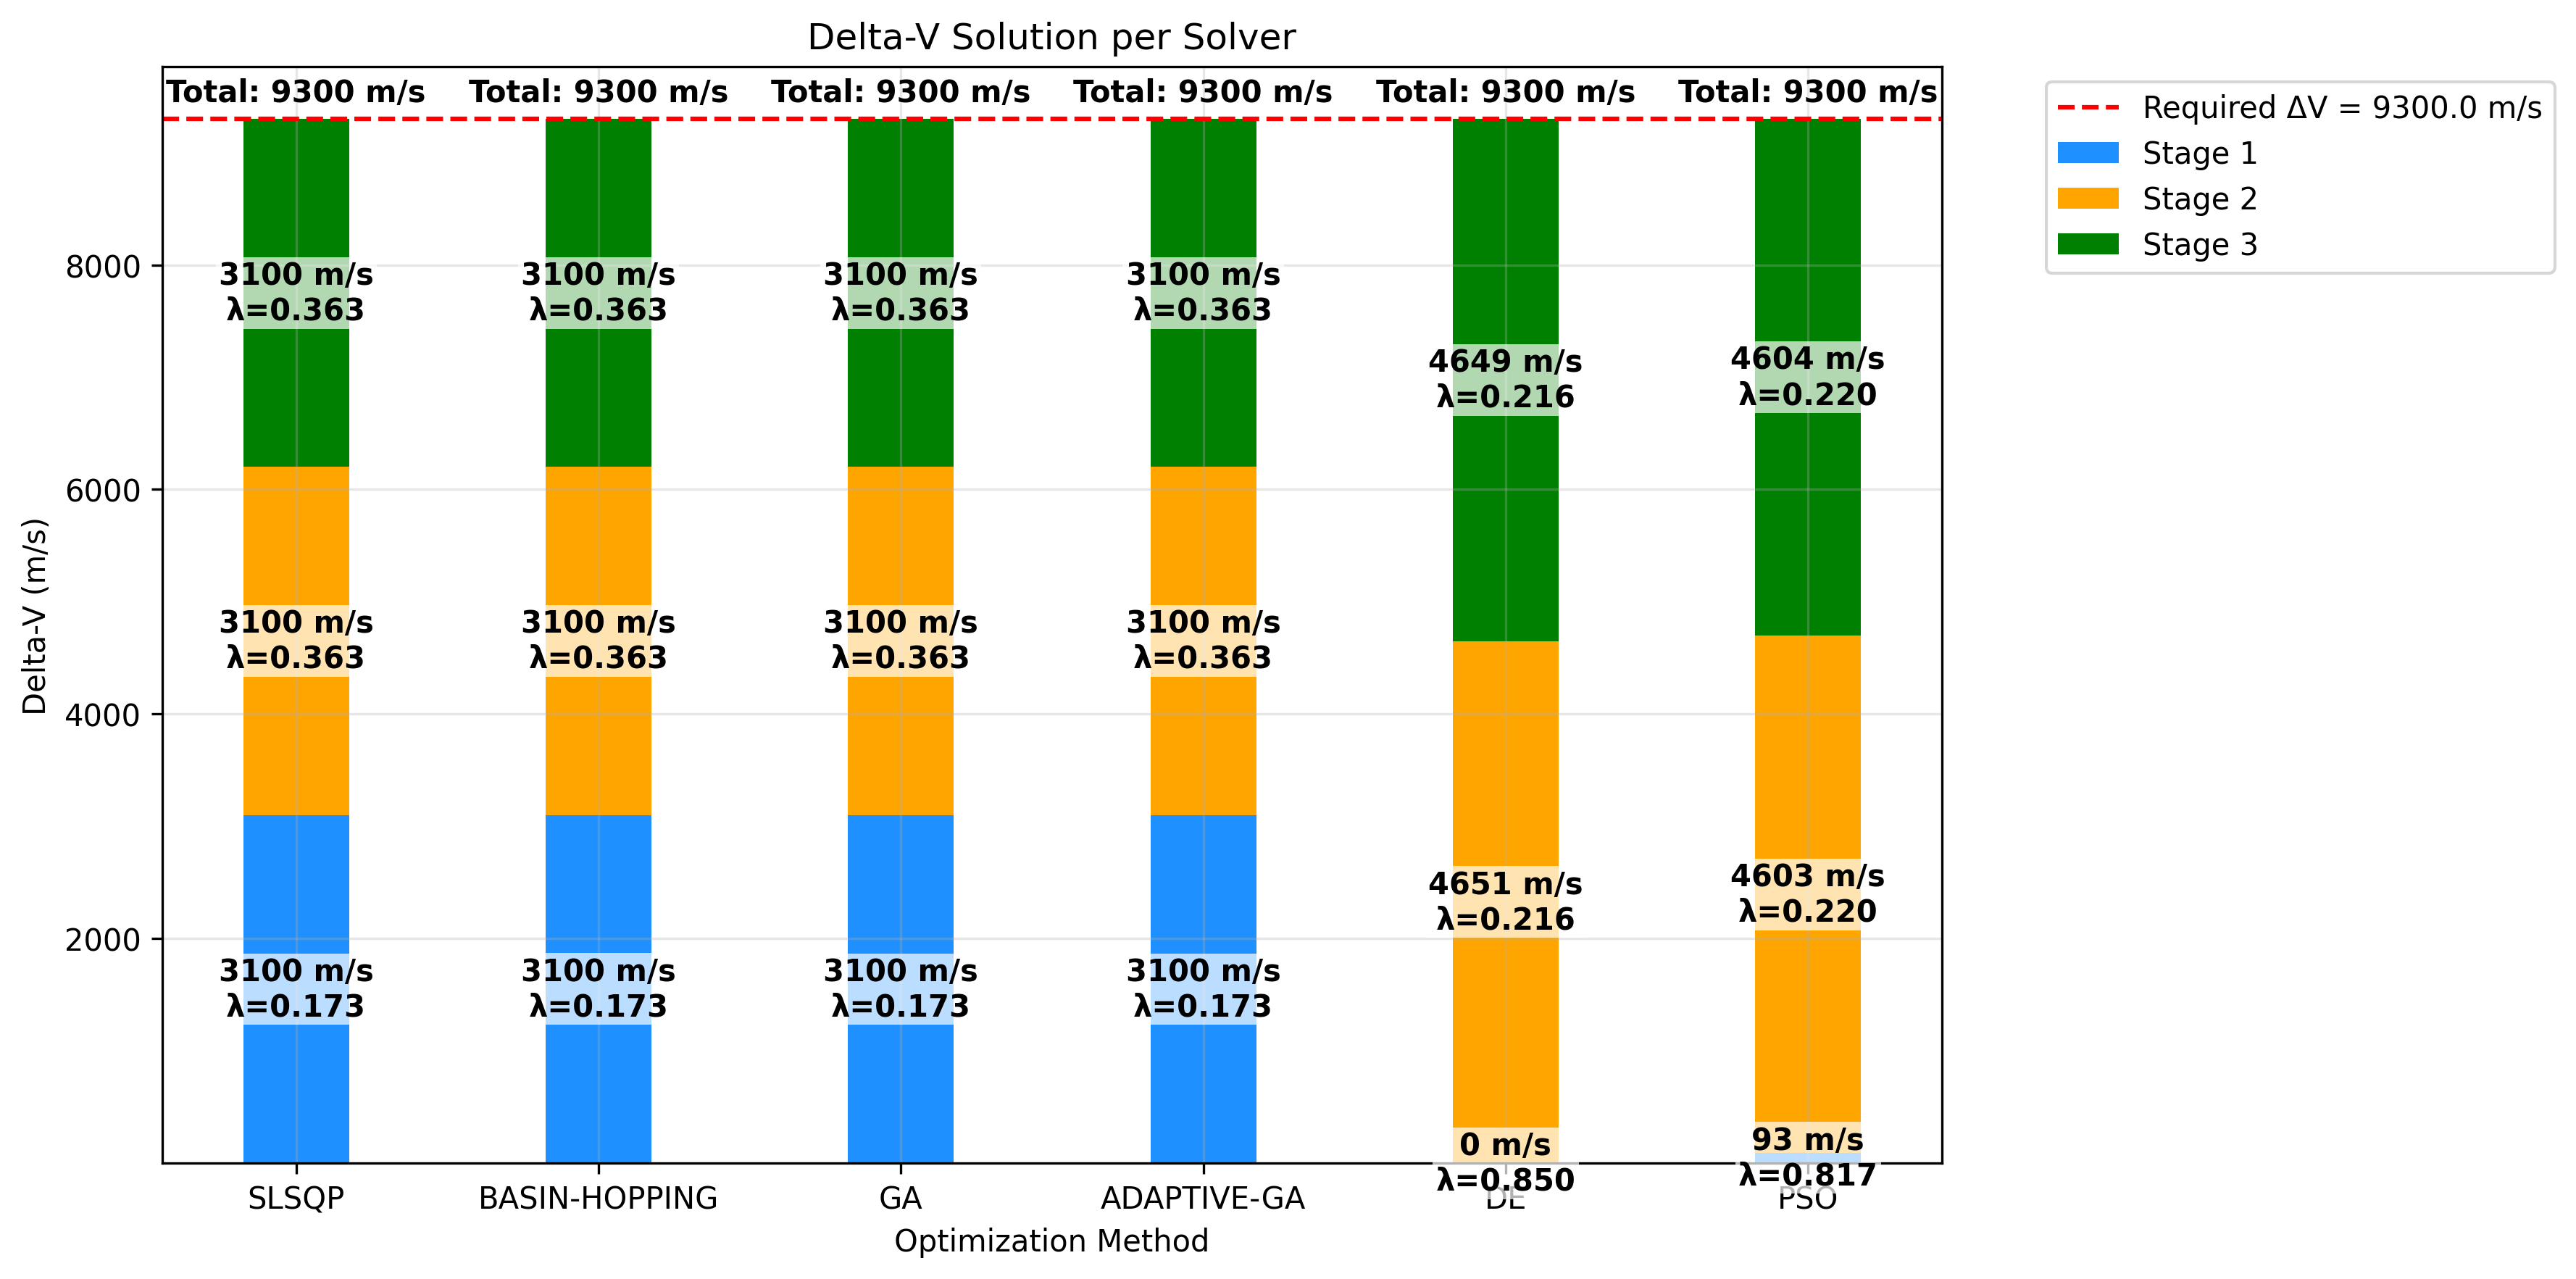 Delta-V Solution per Solver
Total: 9300 m/s Total: 9300 m/s Total: 9300 m/s Total: 9300 m/s Total: 9300 m/s Total: 9300 m/s
Required ΔV = 9300.0 m/s
Stage 1
Stage 2
Stage 3
Delta-V (m/s)
8000
6000
4000
2000
3100 m/s
λ=0.363
3100 m/s
λ=0.363
3100 m/s
λ=0.173
3100 m/s
λ=0.363
3100 m/s
λ=0.363
3100 m/s
λ=0.173
3100 m/s
λ=0.363
3100 m/s
λ=0.363
3100 m/s
λ=0.173
3100 m/s
λ=0.363
3100 m/s
λ=0.363
3100 m/s
λ=0.173
4649 m/s
λ=0.216
4651 m/s
λ=0.216
0 m/s
λ=0.850
4604 m/s
λ=0.220
4603 m/s
λ=0.220
93 m/s
λ=0.817
SLSQP BASIN-HOPPING GA ADAPTIVE-GA DE PSO
Optimization Method